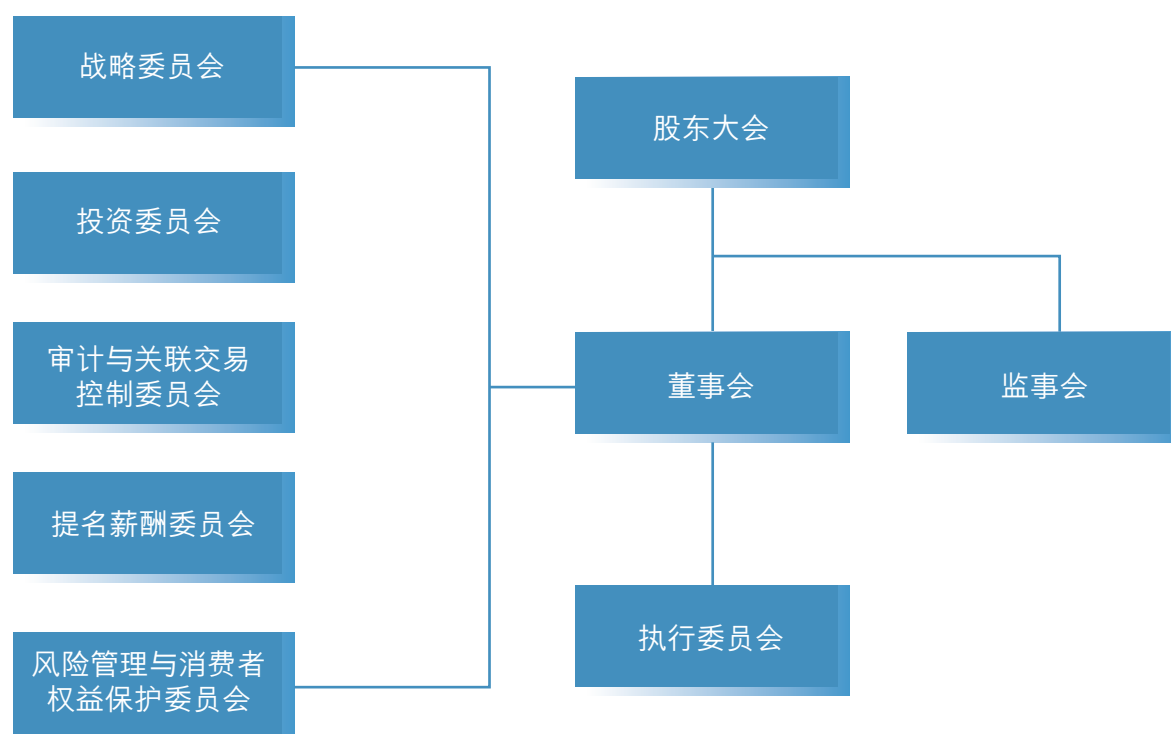 战略委员会
投资委员会
审计与关联交易
控制委员会
提名薪酬委员会
风险管理与消费者
权益保护委员会
股东大会
董事会
监事会
执行委员会